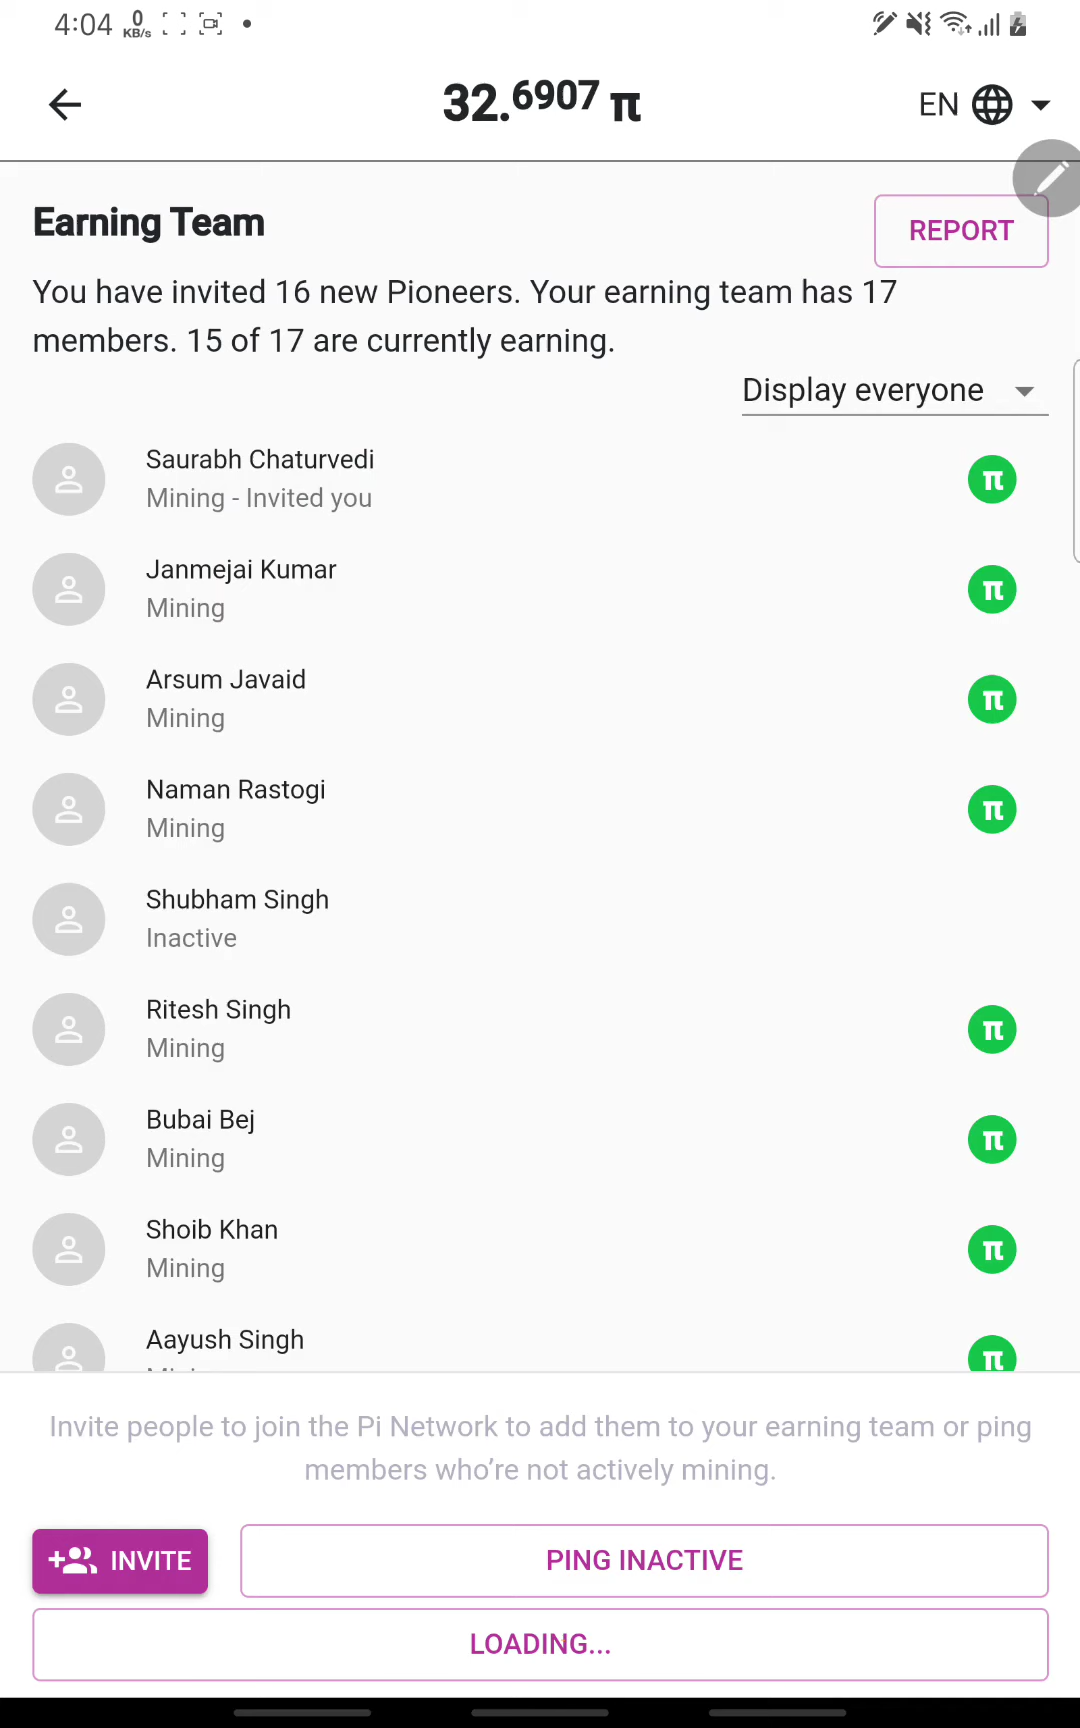 4:04 0 KB/s
32.6907 π
EN
Earning Team
REPORT
You have invited 16 new Pioneers. Your earning team has 17
members. 15 of 17 are currently earning.
Display everyone
Saurabh Chaturvedi
Mining - Invited you
π
Janmejai Kumar
Mining
π
Arsum Javaid
Mining
π
Naman Rastogi
Mining
π
Shubham Singh
Inactive
Ritesh Singh
Mining
π
Bubai Bej
Mining
π
Shoib Khan
Mining
π
Aayush Singh
π
Invite people to join the Pi Network to add them to your earning team or ping
members who’re not actively mining.
INVITE
PING INACTIVE
LOADING...